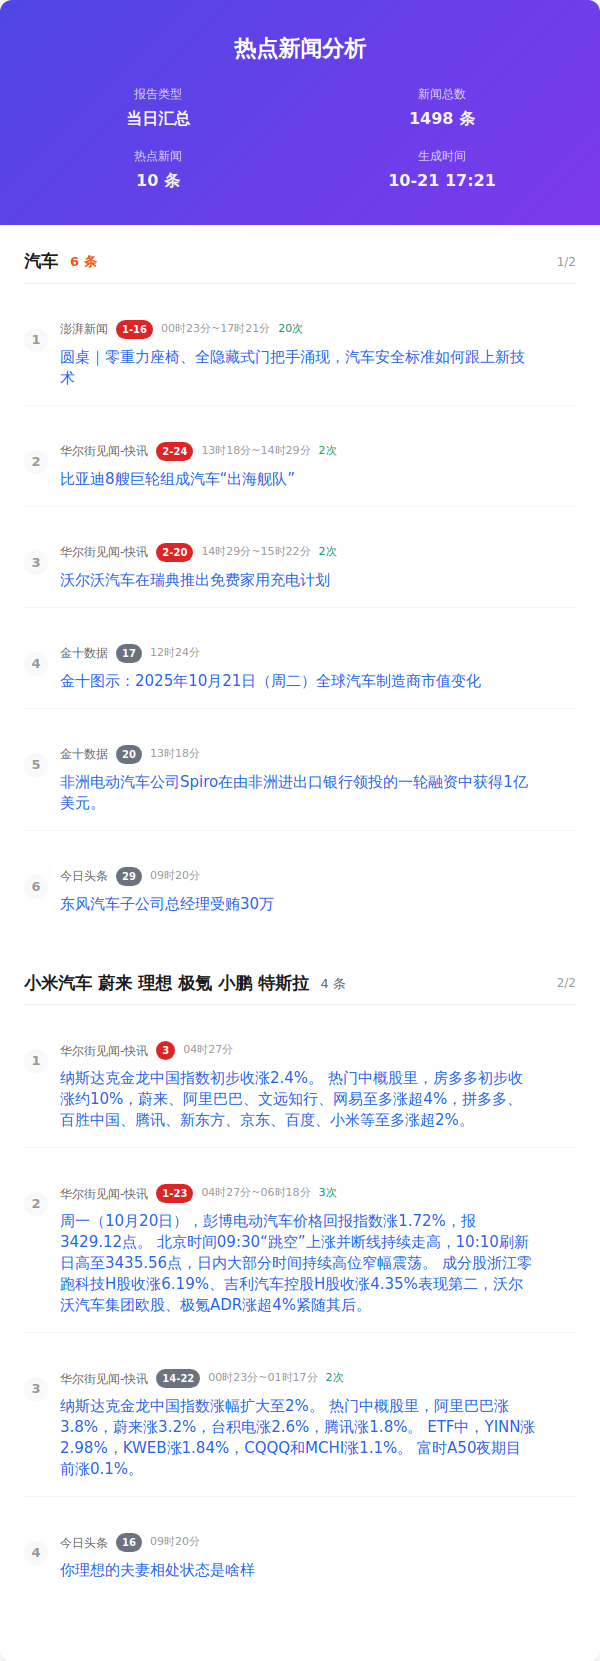 热点新闻分析
报告类型
当日汇总
新闻总数
1498 条
热点新闻
10 条
生成时间
10-21 17:21
汽车 6 条 1/2
1
澎湃新闻 1-16 00时23分~17时21分 20次
圆桌｜零重力座椅、全隐藏式门把手涌现，汽车安全标准如何跟上新技
术
2
华尔街见闻-快讯 2-24 13时18分~14时29分 2次
比亚迪8艘巨轮组成汽车“出海舰队”
3
华尔街见闻-快讯 2-20 14时29分~15时22分 2次
沃尔沃汽车在瑞典推出免费家用充电计划
4
金十数据 17 12时24分
金十图示：2025年10月21日（周二）全球汽车制造商市值变化
5
金十数据 20 13时18分
非洲电动汽车公司Spiro在由非洲进出口银行领投的一轮融资中获得1亿
美元。
6
今日头条 29 09时20分
东风汽车子公司总经理受贿30万
小米汽车 蔚来 理想 极氪 小鹏 特斯拉 4 条 2/2
1
华尔街见闻-快讯 3 04时27分
纳斯达克金龙中国指数初步收涨2.4%。 热门中概股里，房多多初步收
涨约10%，蔚来、阿里巴巴、文远知行、网易至多涨超4%，拼多多、
百胜中国、腾讯、新东方、京东、百度、小米等至多涨超2%。
2
华尔街见闻-快讯 1-23 04时27分~06时18分 3次
周一（10月20日），彭博电动汽车价格回报指数涨1.72%，报
3429.12点。 北京时间09:30“跳空”上涨并断线持续走高，10:10刷新
日高至3435.56点，日内大部分时间持续高位窄幅震荡。 成分股浙江零
跑科技H股收涨6.19%、吉利汽车控股H股收涨4.35%表现第二，沃尔
沃汽车集团欧股、极氪ADR涨超4%紧随其后。
3
华尔街见闻-快讯 14-22 00时23分~01时17分 2次
纳斯达克金龙中国指数涨幅扩大至2%。 热门中概股里，阿里巴巴涨
3.8%，蔚来涨3.2%，台积电涨2.6%，腾讯涨1.8%。 ETF中，YINN涨
2.98%，KWEB涨1.84%，CQQQ和MCHI涨1.1%。 富时A50夜期目
前涨0.1%。
4
今日头条 16 09时20分
你理想的夫妻相处状态是啥样